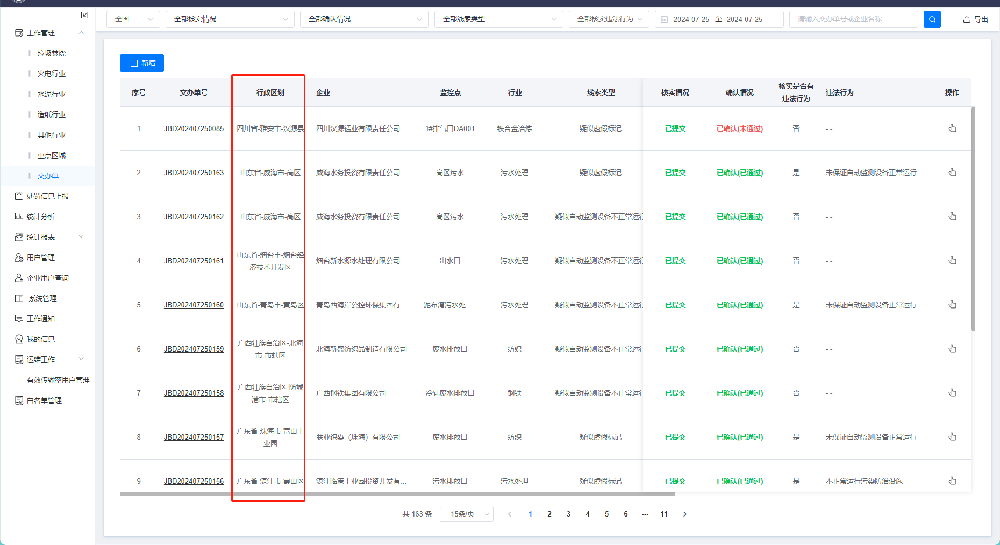 全国
全部核实情况
全部确认情况
全部线索类型
全部核实违法行为
2024-07-25 至 2024-07-25
请输入交办单号或企业名称
导出
工作管理
垃圾焚烧
火电行业
水泥行业
造纸行业
其他行业
重点区域
交办单
处罚信息上报
统计分析
统计报表
用户管理
企业用户查询
系统管理
工作通知
我的信息
运维工作
有效传输率用户管理
白名单管理
新增
序号 交办单号 行政区划 企业 监控点 行业 线索类型 核实情况 确认情况 核实是否有 违法行为 操作
违法行为
1 JBD202407250085 四川省-雅安市-汉源县 四川汉源锰业有限责任公司 1#排气口DA001 铁合金冶炼 疑似虚假标记 已提交 已确认(未通过) 否 - -
2 JBD202407250163 山东省-威海市-高区 威海水务投资有限责任公司... 高区污水 污水处理 疑似虚假标记 已提交 已确认(已通过) 是 未保证自动监测设备正常运行
3 JBD202407250162 山东省-威海市-高区 威海水务投资有限责任公司... 高区污水 污水处理 疑似自动监测设备不正常运行 已提交 已确认(已通过) 否 - -
4 JBD202407250161 山东省-烟台市-烟台经 烟台新水源水处理有限公司 出水口 污水处理 疑似自动监测设备不正常运行 已提交 已确认(已通过) 否 - -
济技术开发区
5 JBD202407250160 山东省-青岛市-黄岛区 青岛西海岸公控环保集团有... 泥布湾污水处... 污水处理 疑似自动监测设备不正常运行 已提交 已确认(已通过) 是 未保证自动监测设备正常运行
6 JBD202407250159 广西壮族自治区-北海 北海新盛纺织品制造有限公司 废水排放口 纺织 疑似自动监测设备不正常运行 已提交 已确认(已通过) 否 - -
市-市辖区
7 JBD202407250158 广西壮族自治区-防城 广西钢铁集团有限公司 冷轧废水排放口 钢铁 疑似自动监测设备不正常运行 已提交 已确认(已通过) 否 - -
港市-市辖区
8 JBD202407250157 广东省-珠海市-富山工 联业织染（珠海）有限公司 废水排放口 纺织 疑似虚假标记 已提交 已确认(已通过) 是 未保证自动监测设备正常运行
业园
9 JBD202407250156 广东省-湛江市-霞山区 湛江临港工业园投资开发有... 污水排放口 污水处理 疑似虚假标记 已提交 已确认(已通过) 是 不正常运行污染防治设施
共 163 条 15条/页 1 2 3 4 5 6 ... 11